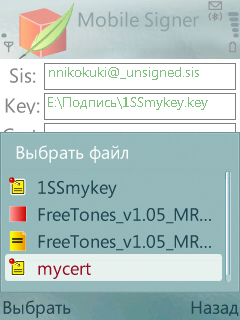 Mobile Signer
Sis: nnikokuki@_unsigned.sis
Key: E:\Подпись\1SSmykey.key
Выбрать файл
1SSmykey
FreeTones_v1.05_MR...
FreeTones_v1.05_MR...
mycert
Выбрать Назад